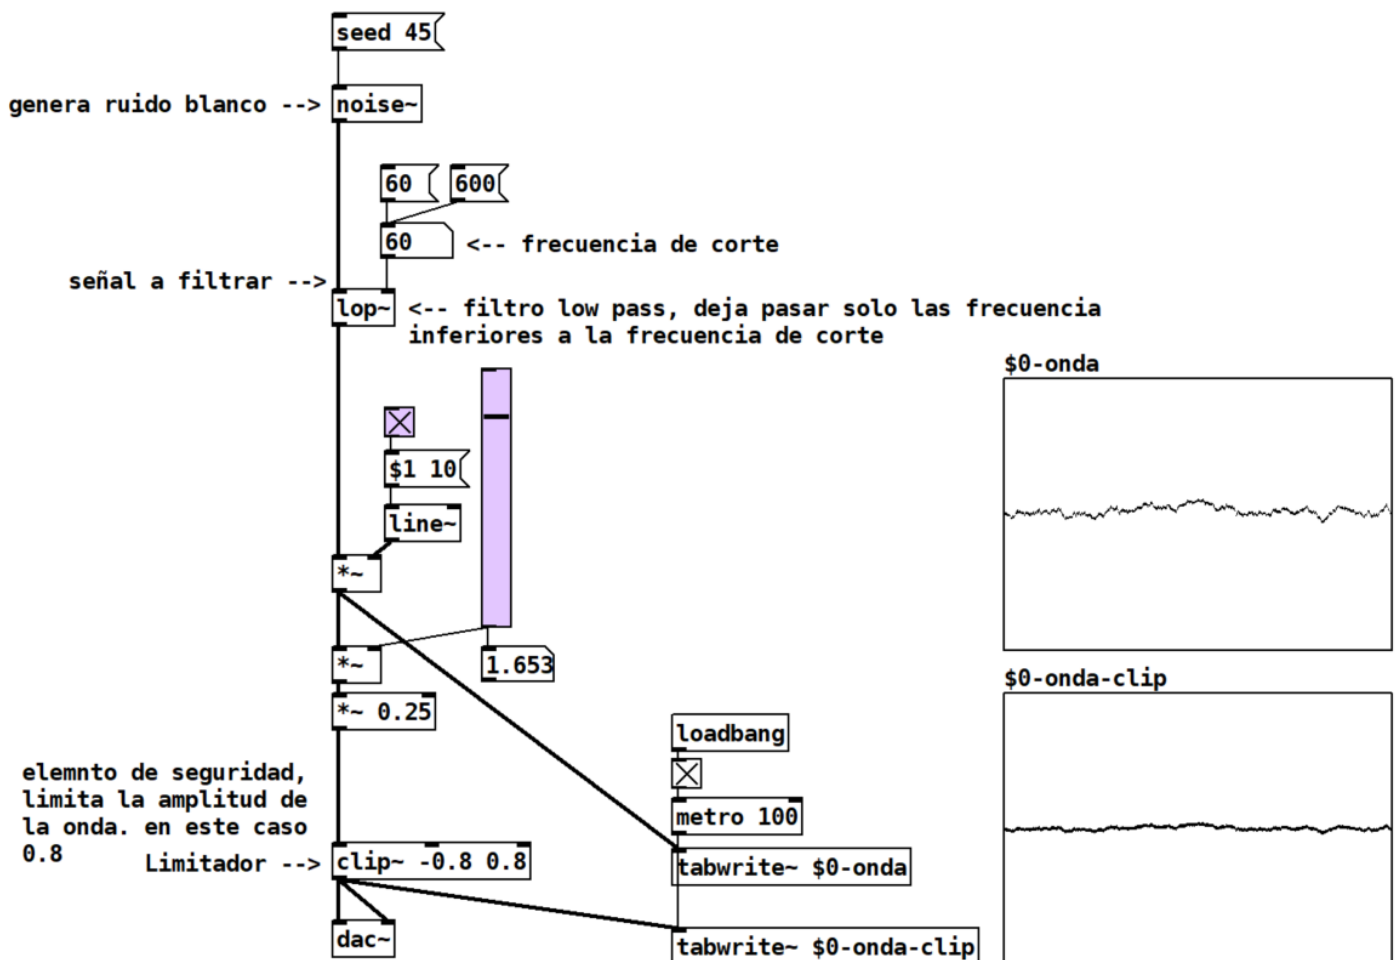 seed 45
genera ruido blanco -->
noise~
60
600
60
<-- frecuencia de corte
señal a filtrar -->
lop~
<-- filtro low pass, deja pasar solo las frecuencia
inferiores a la frecuencia de corte
$0-onda
$1 10
line~
*~
*~
1.653
$0-onda-clip
*~ 0.25
loadbang
elemnto de seguridad,
limita la amplitud de
la onda. en este caso
0.8
metro 100
Limitador -->
clip~ -0.8 0.8
tabwrite~ $0-onda
dac~
tabwrite~ $0-onda-clip